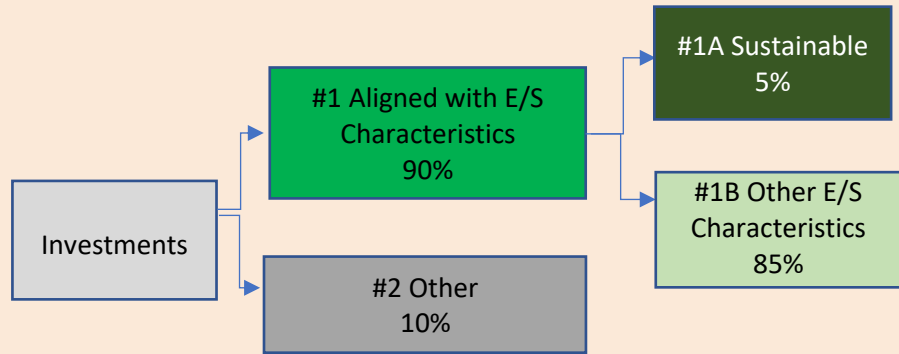 Investments
#1 Aligned with E/S
Characteristics
90%
#2 Other
10%
#1A Sustainable
5%
#1B Other E/S
Characteristics
85%